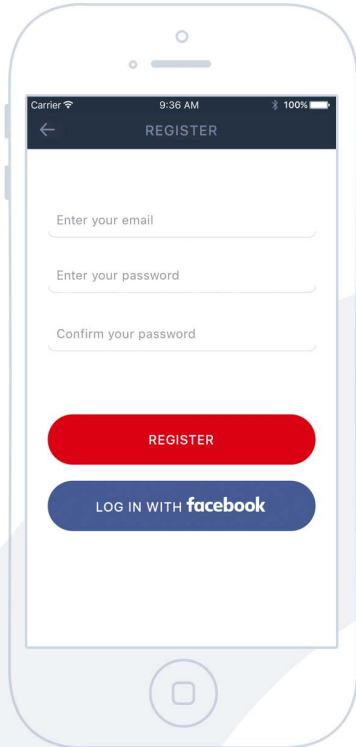 Carrier 9:36 AM 100%
REGISTER
Enter your email
Enter your password
Confirm your password
REGISTER
LOG IN WITH facebook